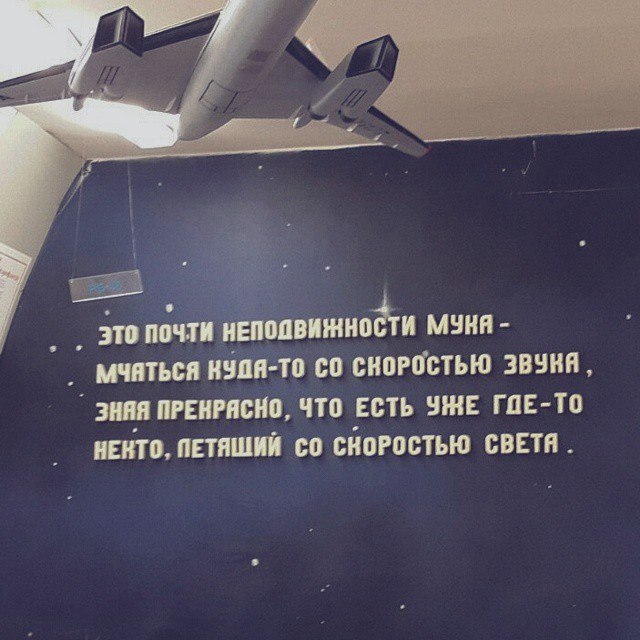 ЭТО ПОЧТИ НЕПОДВИЖНОСТИ МУКА -
МЧАТЬСЯ КУДА-ТО СО СКОРОСТЬЮ ЗВУКА,
ЗНАЯ ПРЕКРАСНО, ЧТО ЕСТЬ УЖЕ ГДЕ-ТО
НЕКТО, ЛЕТЯЩИЙ СО СКОРОСТЬЮ СВЕТА.